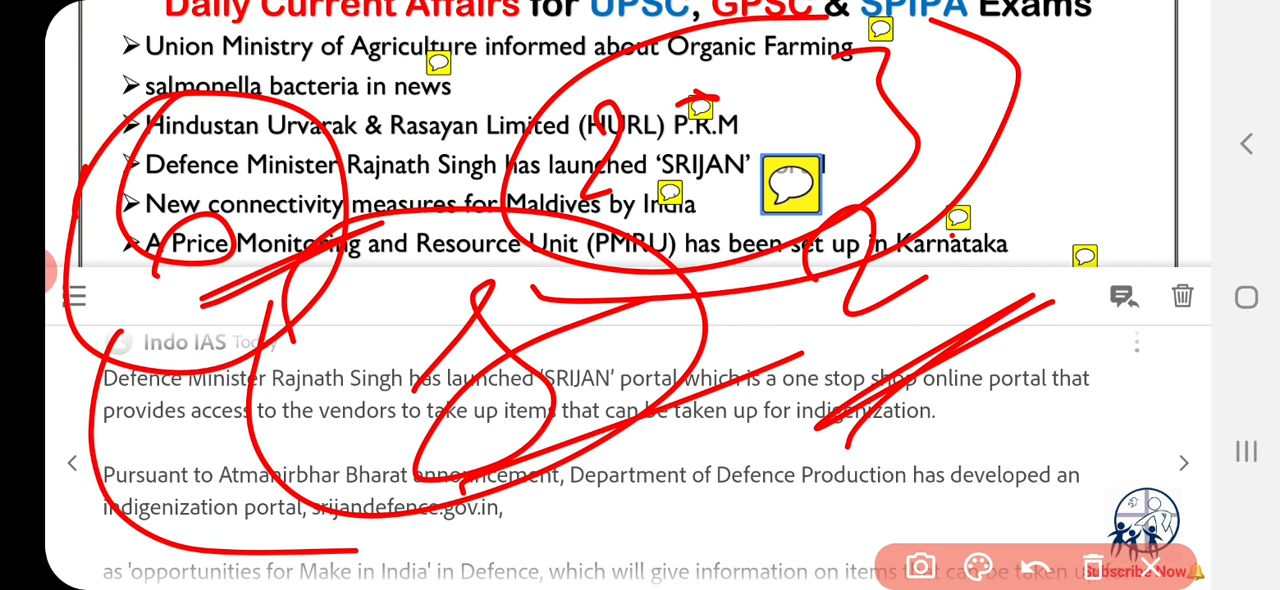 Daily Current Affairs for UPSC, GPSC & SPIPA Exams
➢Union Ministry of Agriculture informed about Organic Farming
➢salmonella bacteria in news
➢Hindustan Urvarak & Rasayan Limited (HURL) P.R.M
➢Defence Minister Rajnath Singh has launched ‘SRIJAN’
➢New connectivity measures for Maldives by India
➢A Price Monitoring and Resource Unit (PMRU) has been set up in Karnataka
Indo IAS Today
Defence Minister Rajnath Singh has launched ‘SRIJAN’ portal which is a one stop shop online portal that
provides access to the vendors to take up items that can be taken up for indigenization.
Pursuant to Atmanirbhar Bharat announcement, Department of Defence Production has developed an
indigenization portal, srijandefence.gov.in,
as 'opportunities for Make in India' in Defence, which will give information on items that can be taken
Subscribe Now